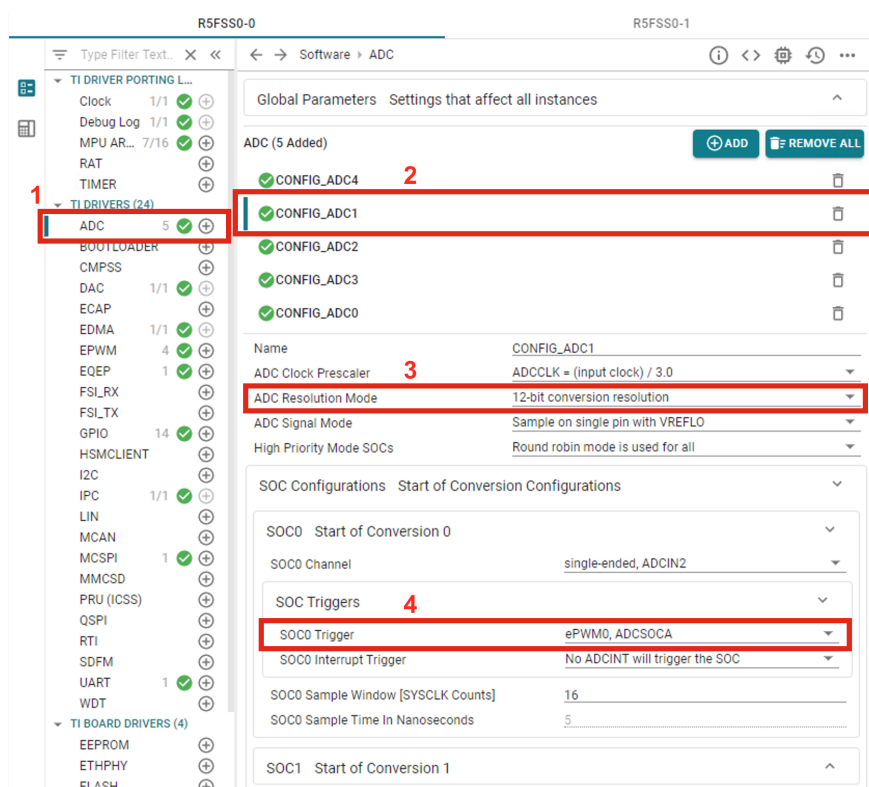 R5FSS0-0
R5FSS0-1
Type Filter Text..
Software › ADC
TI DRIVER PORTING L...
Clock 1/1
Debug Log 1/1
MPU AR... 7/16
RAT
TIMER
1
TI DRIVERS (24)
ADC 5
BOOTLOADER
CMPSS
DAC 1/1
ECAP
EDMA 1/1
EPWM 4
EQEP 1
FSI_RX
FSI_TX
GPIO 14
HSMCLIENT
I2C
IPC 1/1
LIN
MCAN
MCSPI 1
MMCSD
PRU (ICSS)
QSPI
RTI
SDFM
UART 1
WDT
TI BOARD DRIVERS (4)
EEPROM
ETHPHY
FLASH
Global Parameters Settings that affect all instances
ADC (5 Added)
ADD
REMOVE ALL
CONFIG_ADC4
2
CONFIG_ADC1
CONFIG_ADC2
CONFIG_ADC3
CONFIG_ADC0
Name CONFIG_ADC1
ADC Clock Prescaler ADCCLK = (input clock) / 3.0
3
ADC Resolution Mode 12-bit conversion resolution
ADC Signal Mode Sample on single pin with VREFLO
High Priority Mode SOCs Round robin mode is used for all
SOC Configurations Start of Conversion Configurations
SOC0 Start of Conversion 0
SOC0 Channel single-ended, ADCIN2
SOC Triggers
4
SOC0 Trigger ePWM0, ADCSOCA
SOC0 Interrupt Trigger No ADCINT will trigger the SOC
SOC0 Sample Window [SYSCLK Counts] 16
SOC0 Sample Time In Nanoseconds 5
SOC1 Start of Conversion 1